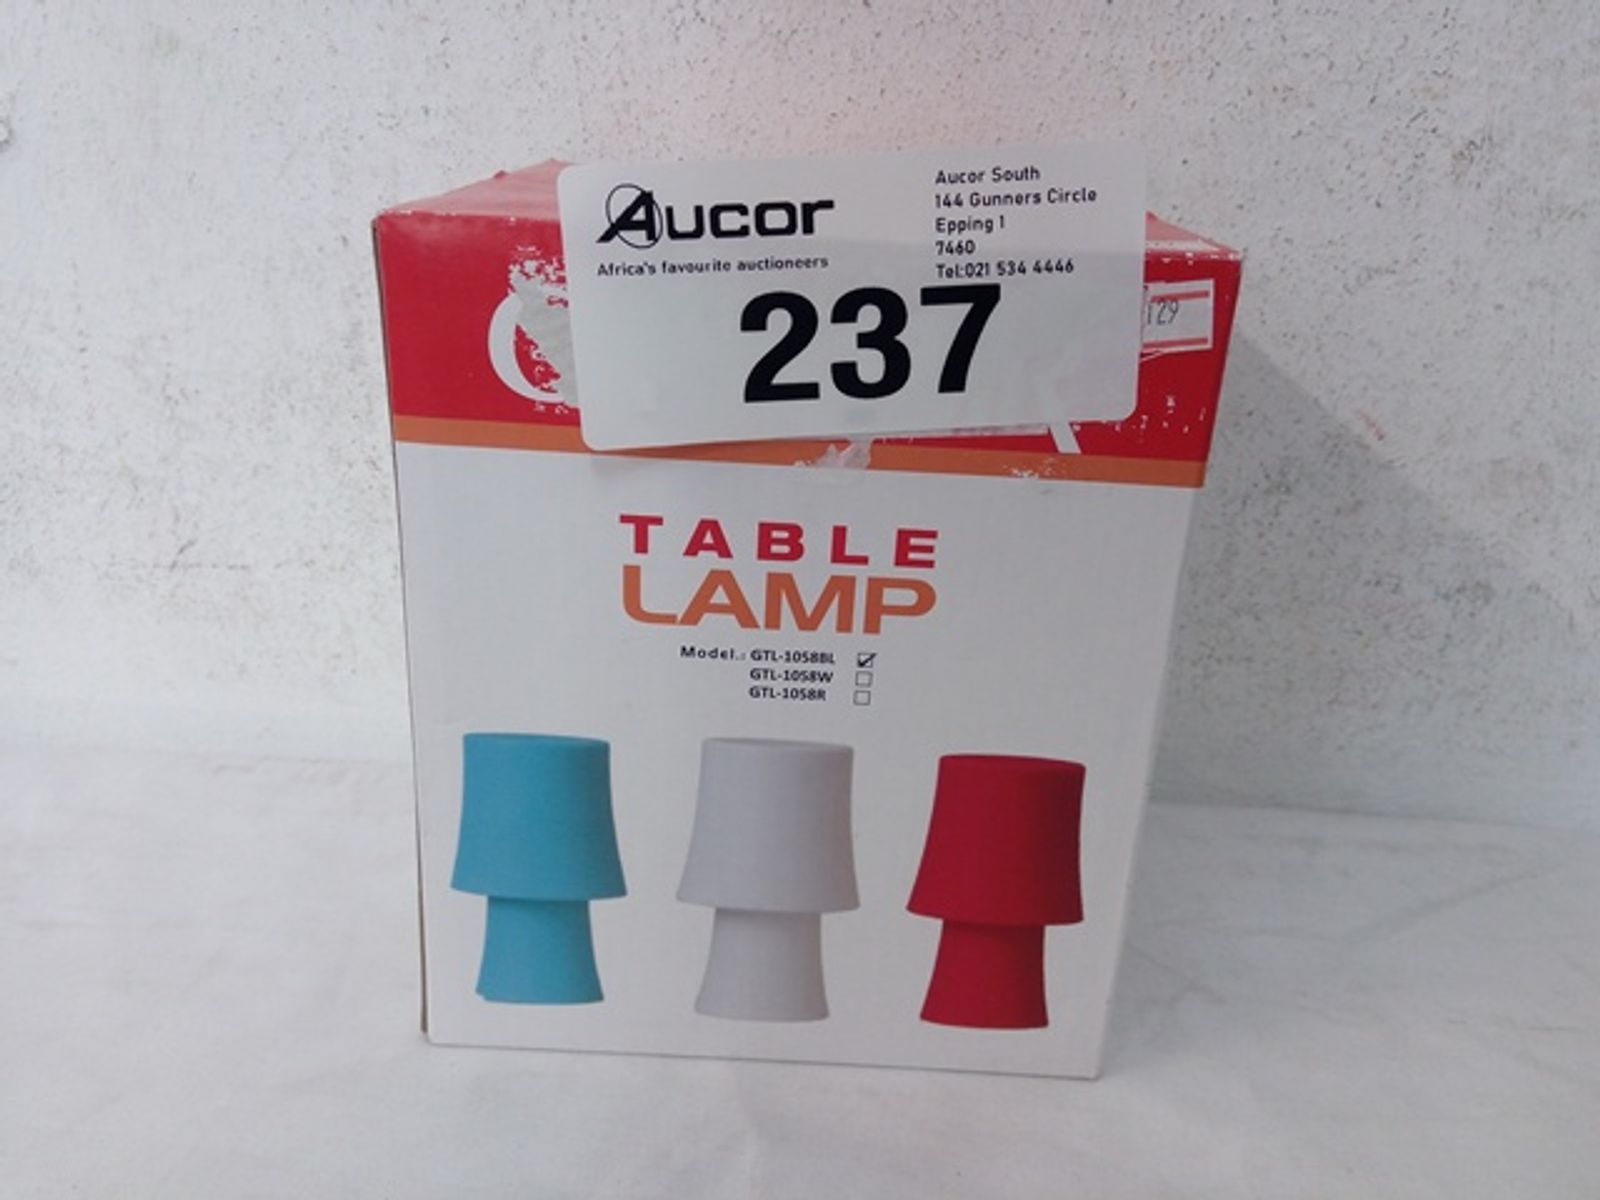 Aucor
Africa's favourite auctioneers
Aucor South
144 Gunners Circle
Epping 1
7460
Tel:021 534 4446
237
129
TABLE
LAMP
Model.: GTL-1058BL
GTL-1058W
GTL-1058R